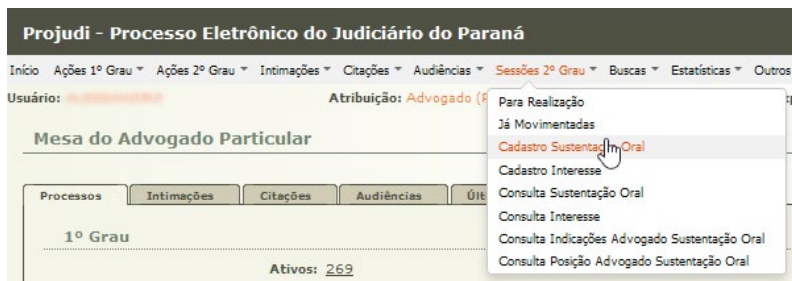 Projudi - Processo Eletrônico do Judiciário do Paraná
Início Ações 1º Grau Ações 2º Grau Intimações Citações Audiências Sessões 2º Grau Buscas Estatísticas Outros
Usuário: Atribuição: Advogado (P
Para Realização
Já Movimentadas
Mesa do Advogado Particular
Cadastro Sustentação Oral
Cadastro Interesse
Processos Intimações Citações Audiências Últ
Consulta Sustentação Oral
Consulta Interesse
1º Grau
Consulta Indicações Advogado Sustentação Oral
Consulta Posição Advogado Sustentação Oral
Ativos: 269